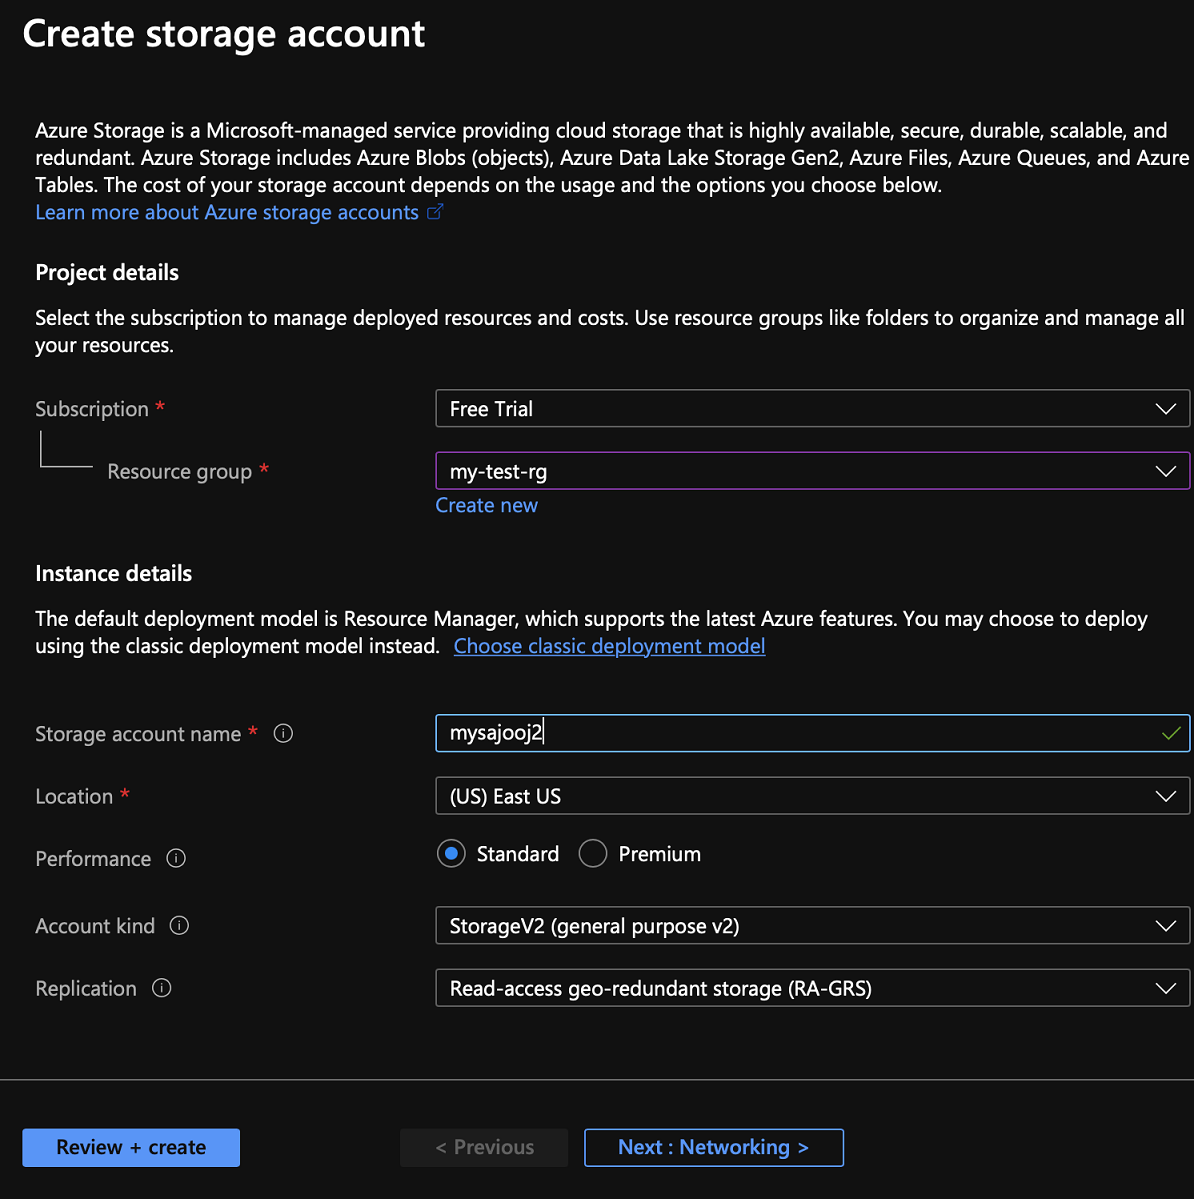 Create storage account
Azure Storage is a Microsoft-managed service providing cloud storage that is highly available, secure, durable, scalable, and
redundant. Azure Storage includes Azure Blobs (objects), Azure Data Lake Storage Gen2, Azure Files, Azure Queues, and Azure
Tables. The cost of your storage account depends on the usage and the options you choose below.
Learn more about Azure storage accounts
Project details
Select the subscription to manage deployed resources and costs. Use resource groups like folders to organize and manage all
your resources.
Subscription * Free Trial
Resource group * my-test-rg
Create new
Instance details
The default deployment model is Resource Manager, which supports the latest Azure features. You may choose to deploy
using the classic deployment model instead. Choose classic deployment model
Storage account name * mysajooj2
Location * (US) East US
Performance Standard Premium
Account kind StorageV2 (general purpose v2)
Replication Read-access geo-redundant storage (RA-GRS)
Review + create < Previous Next : Networking >